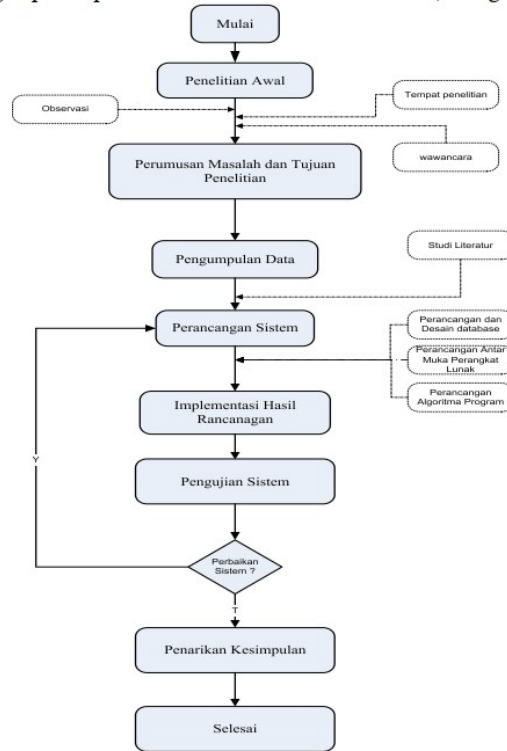 Mulai
Penelitian Awal
Observasi
Tempat penelitian
wawancara
Perumusan Masalah dan Tujuan
Penelitian
Studi Literatur
Pengumpulan Data
Perancangan Sistem
Perancangan dan
Desain database
Perancangan Antar
Muka Perangkat
Lunak
Perancangan
Algoritma Program
Implementasi Hasil
Rancanagan
Y
Pengujian Sistem
Perbaikan
Sistem ?
T
Penarikan Kesimpulan
Selesai